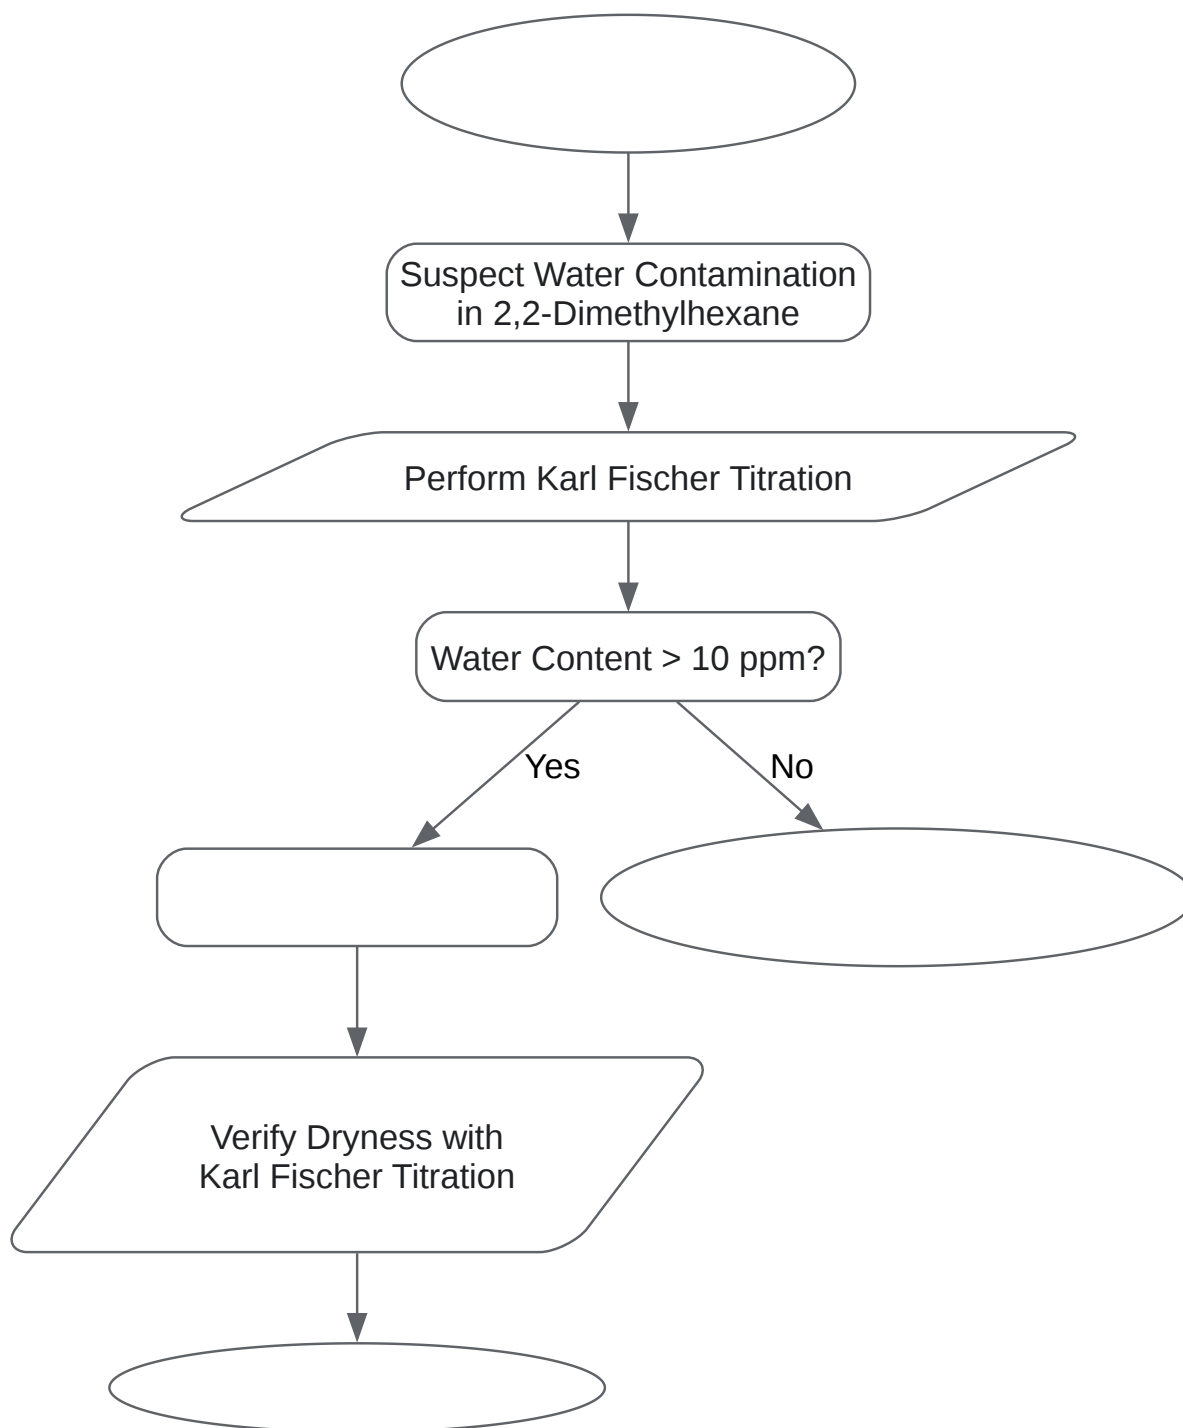 Suspect Water Contamination
in 2,2-Dimethylhexane
Perform Karl Fischer Titration
Water Content > 10 ppm?
Yes
No
Verify Dryness with
Karl Fischer Titration